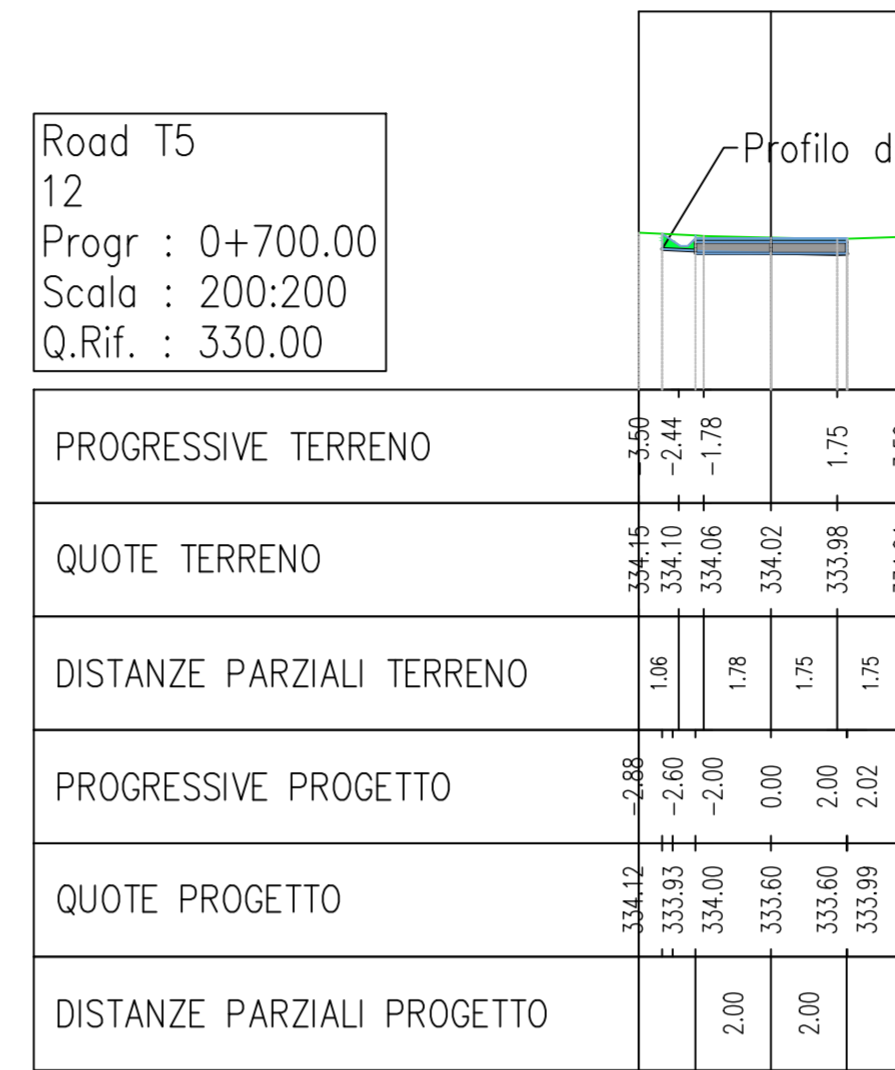 Road T5
12
Progr : 0+700.00
Scala : 200:200
Q.Rif. : 330.00
Profilo d
PROGRESSIVE TERRENO -3.50 -2.44 -1.78 1.75
QUOTE TERRENO 334.15 334.10 334.06 334.02 333.98
DISTANZE PARZIALI TERRENO 1.06 1.78 1.75 1.75
PROGRESSIVE PROGETTO -2.88 -2.60 -2.00 0.00 2.00 2.02
QUOTE PROGETTO 334.12 333.93 334.00 333.60 333.60 333.99
DISTANZE PARZIALI PROGETTO 2.00 2.00